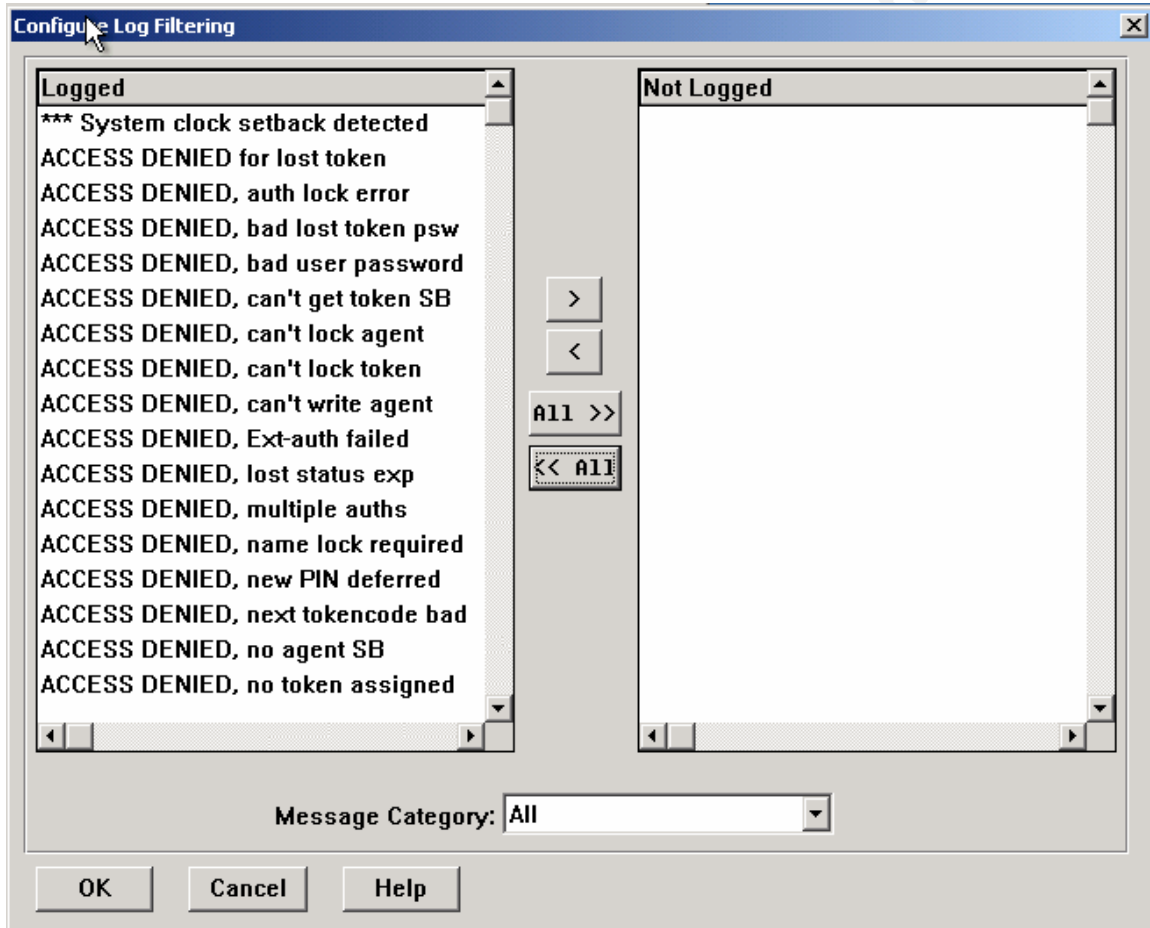 Configure Log Filtering
Logged
*** System clock setback detected
ACCESS DENIED for lost token
ACCESS DENIED, auth lock error
ACCESS DENIED, bad lost token psw
ACCESS DENIED, bad user password
ACCESS DENIED, can't get token SB
ACCESS DENIED, can't lock agent
ACCESS DENIED, can't lock token
ACCESS DENIED, can't write agent
ACCESS DENIED, Ext-auth failed
ACCESS DENIED, lost status exp
ACCESS DENIED, multiple auths
ACCESS DENIED, name lock required
ACCESS DENIED, new PIN deferred
ACCESS DENIED, next tokencode bad
ACCESS DENIED, no agent SB
ACCESS DENIED, no token assigned
>
<
All >>
<< All
Not Logged
Message Category: All
OK Cancel Help